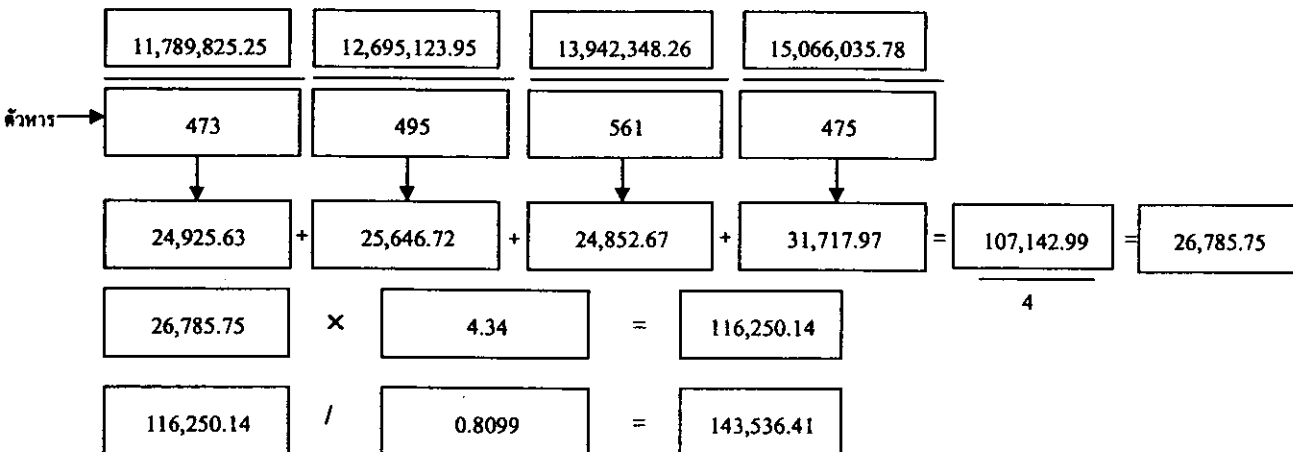 11,789,825.25 12,695,123.95 13,942,348.26 15,066,035.78
ตัวหาร 473 495 561 475
24,925.63 + 25,646.72 + 24,852.67 + 31,717.97 = 107,142.99 = 26,785.75
4
26,785.75 × 4.34 = 116,250.14
116,250.14 / 0.8099 = 143,536.41